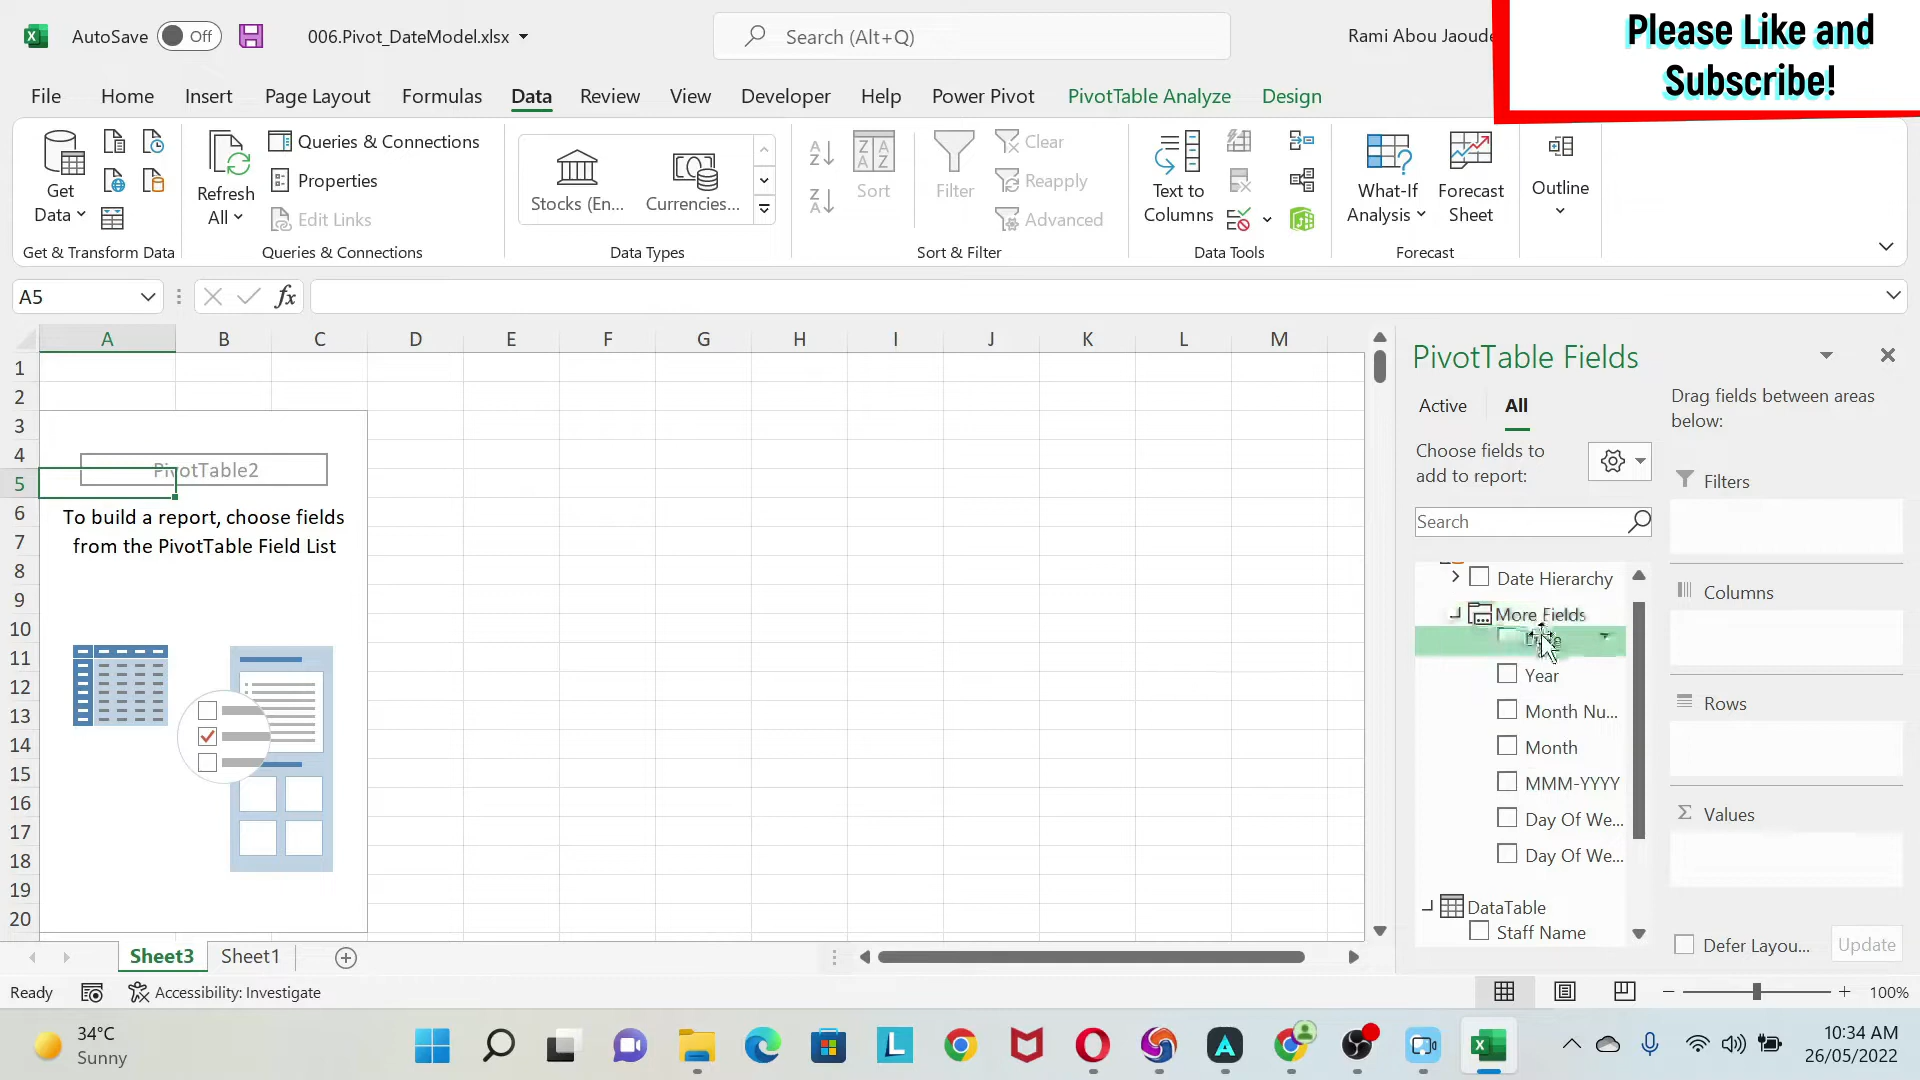 AutoSave
Off
006.Pivot_DateModel.xlsx
Search (Alt+Q)
Rami Abou Jaoude
Please Like and
Subscribe!
File
Home
Insert
Page Layout
Formulas
Data
Review
View
Developer
Help
Power Pivot
PivotTable Analyze
Design
Get
Data
Refresh
All
Queries & Connections
Properties
Edit Links
Stocks (En...
Currencies...
Sort
Filter
Clear
Reapply
Advanced
Text to
Columns
What-If
Analysis
Forecast
Sheet
Outline
Get & Transform Data
Queries & Connections
Data Types
Sort & Filter
Data Tools
Forecast
A5
fx
A B C D E F G H I J K L M
1
2
3
4
5
6
7
8
9
10
11
12
13
14
15
16
17
18
19
20
PivotTable2
To build a report, choose fields
from the PivotTable Field List
PivotTable Fields
Active
All
Choose fields to
add to report:
Search
Date Hierarchy
More Fields
Year
Month Nu...
Month
MMM-YYYY
Day Of We...
Day Of We...
DataTable
Staff Name
Drag fields between areas
below:
Filters
Columns
Rows
Values
Defer Layou...
Update
Sheet3
Sheet1
Ready
Accessibility: Investigate
100%
34°C
Sunny
10:34 AM
26/05/2022